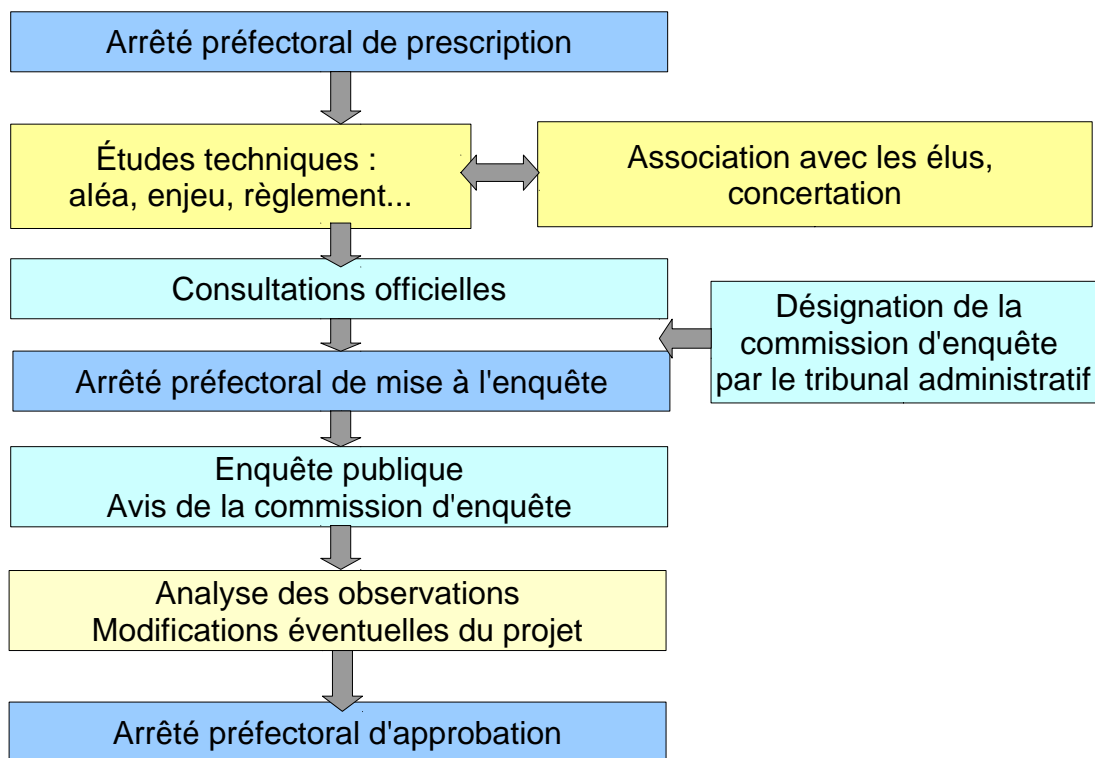 Arrêté préfectoral de prescription
Études techniques :
aléa, enjeu, règlement...
Association avec les élus,
concertation
Consultations officielles
Désignation de la
commission d'enquête
par le tribunal administratif
Arrêté préfectoral de mise à l'enquête
Enquête publique
Avis de la commission d'enquête
Analyse des observations
Modifications éventuelles du projet
Arrêté préfectoral d'approbation